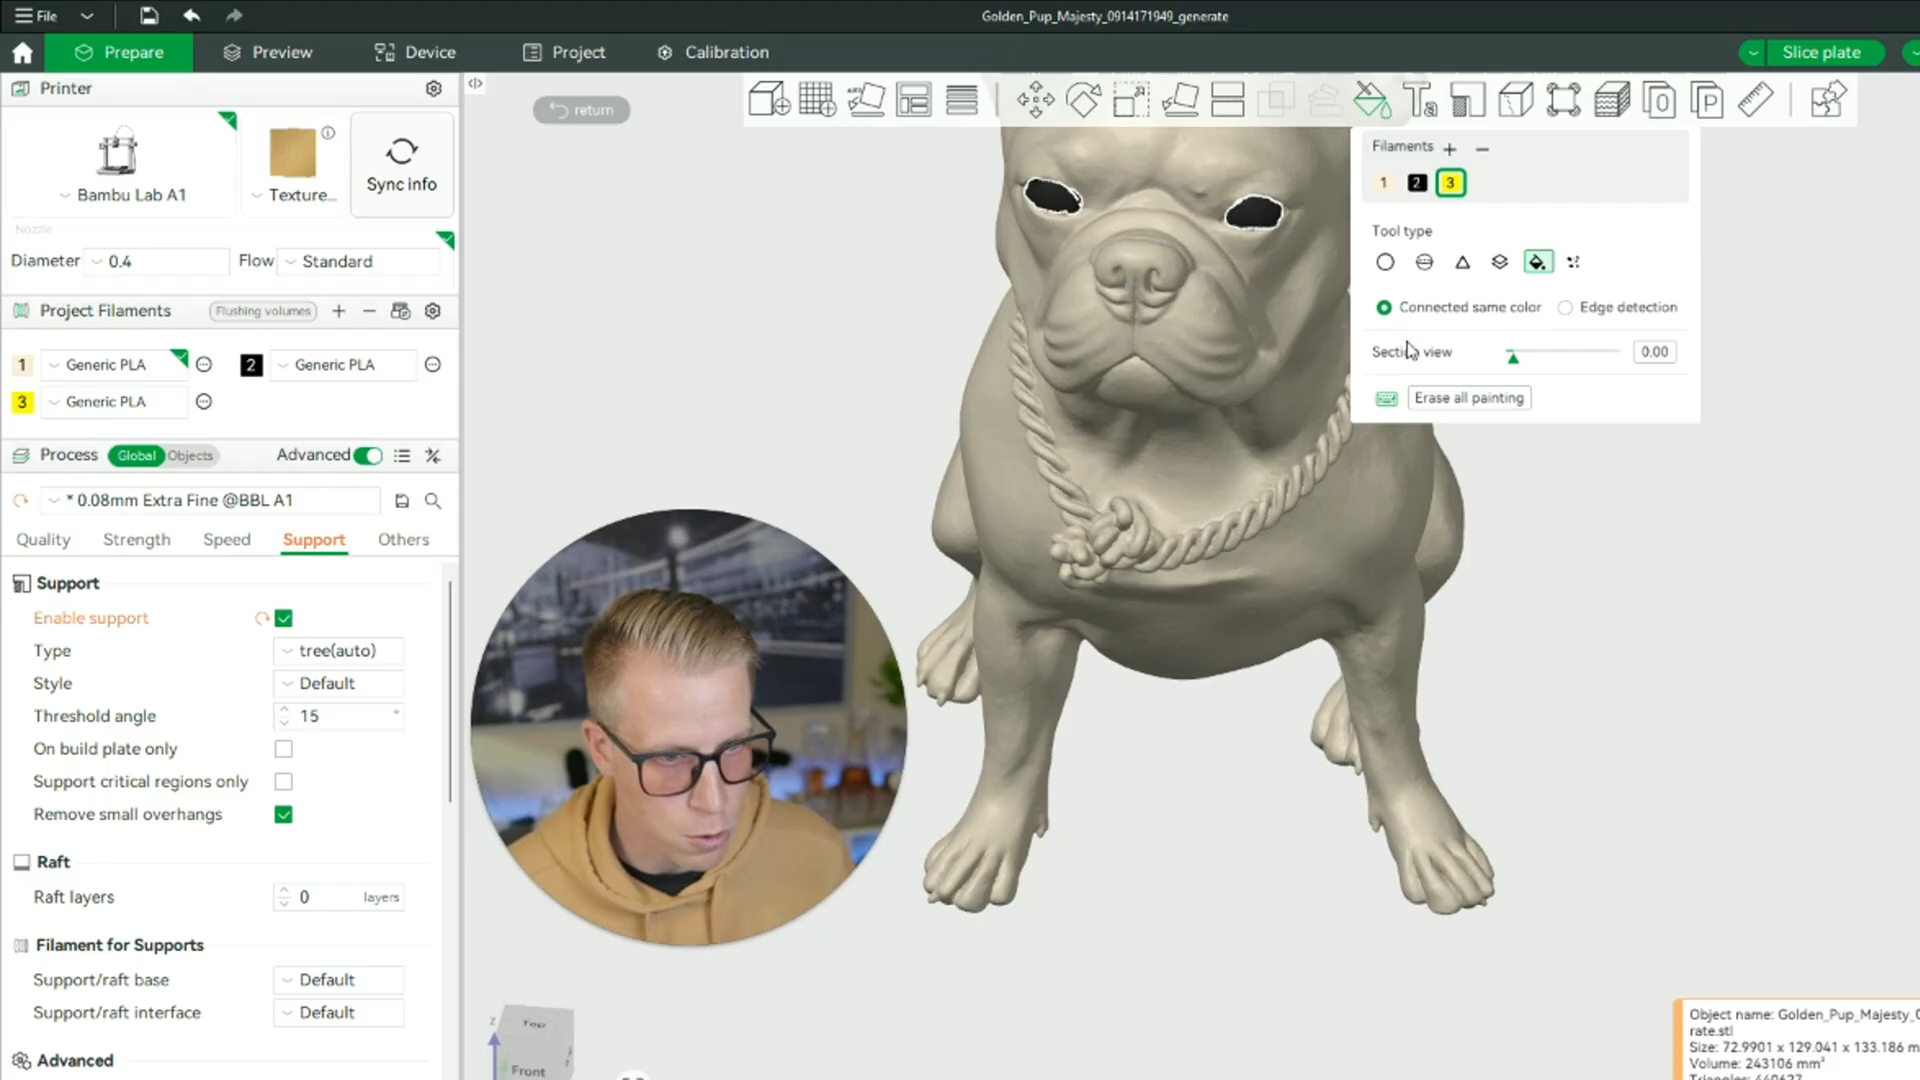 File
Golden_Pup_Majesty_0914171949_generate
Prepare
Preview
Device
Project
Calibration
Slice plate
Printer
return
Bambu Lab A1
Texture...
Sync info
Nozzle
Diameter
0.4
Flow
Standard
Project Filaments
Flushing volumes
1
Generic PLA
2
Generic PLA
3
Generic PLA
Process
Global
Objects
Advanced
* 0.08mm Extra Fine @BBL A1
Quality
Strength
Speed
Support
Others
Support
Enable support
Type
tree(auto)
Style
Default
Threshold angle
15
°
On build plate only
Support critical regions only
Remove small overhangs
Raft
Raft layers
0
layers
Filament for Supports
Support/raft base
Default
Support/raft interface
Default
Advanced
Filaments
1
2
3
Tool type
Connected same color
Edge detection
Section view
0.00
Erase all painting
z
Top
Front
Object name: Golden_Pup_Majesty_0
rate.stl
Size: 72.9901 x 129.041 x 133.186 m
Volume: 243106 mm³